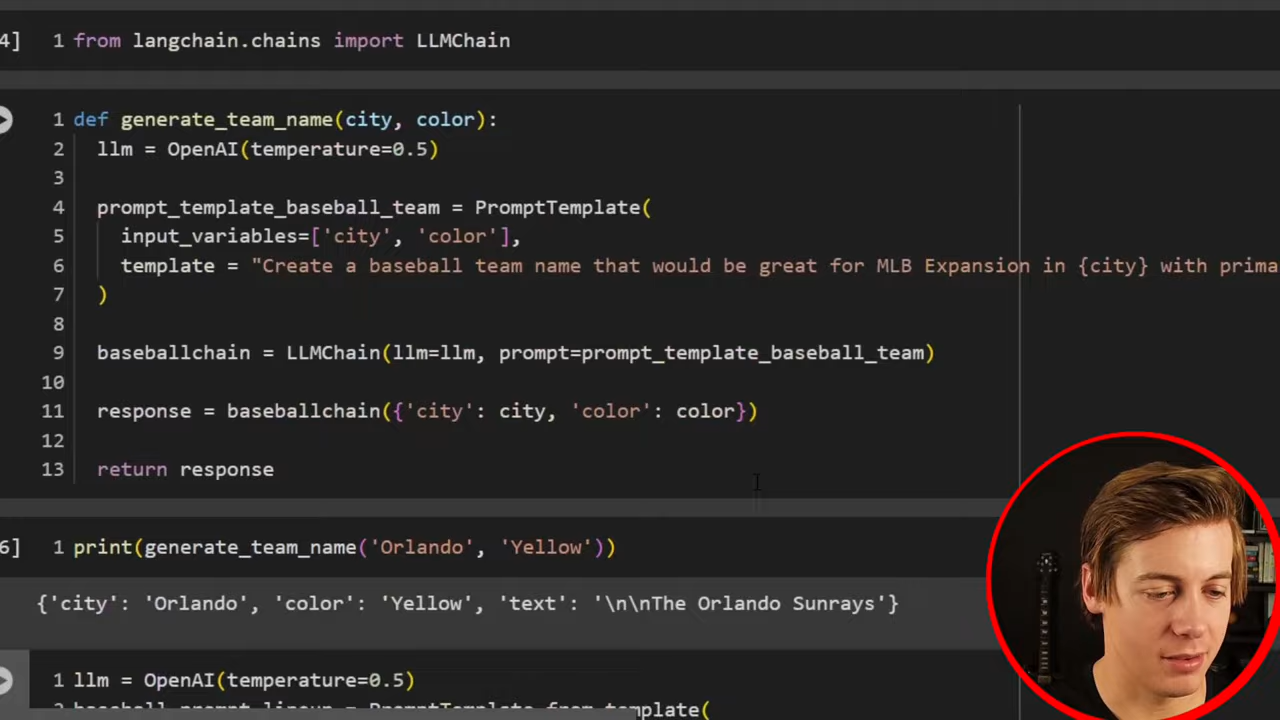 4] 1 from langchain.chains import LLMChain
1 def generate_team_name(city, color):
2 llm = OpenAI(temperature=0.5)
3
4 prompt_template_baseball_team = PromptTemplate(
5 input_variables=['city', 'color'],
6 template = "Create a baseball team name that would be great for MLB Expansion in {city} with prima
7 )
8
9 baseballchain = LLMChain(llm=llm, prompt=prompt_template_baseball_team)
10
11 response = baseballchain({'city': city, 'color': color})
12
13 return response
6] 1 print(generate_team_name('Orlando', 'Yellow'))
{'city': 'Orlando', 'color': 'Yellow', 'text': '\n\nThe Orlando Sunrays'}
1 llm = OpenAI(temperature=0.5)
2 baseball_prompt_lineup = PromptTemplate.from_template(